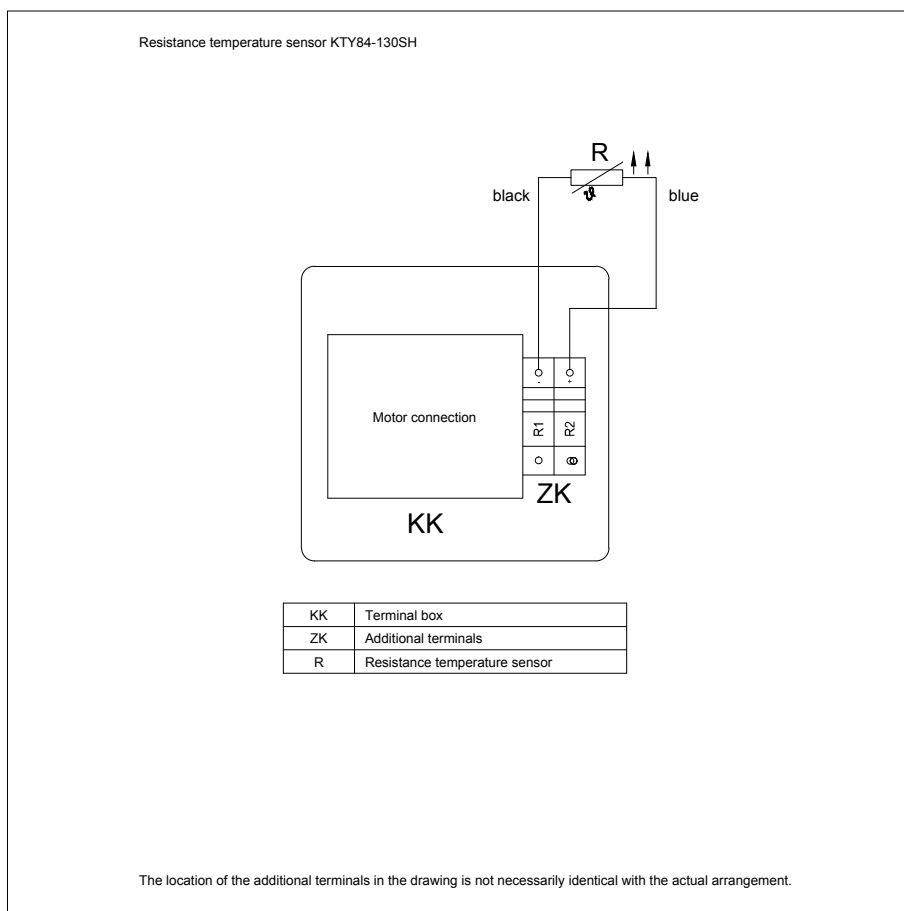 Resistance temperature sensor KTY84-130SH
R
black
ϑ
blue
- +
Motor connection
R1 R2
ZK
KK
KK Terminal box
ZK Additional terminals
R Resistance temperature sensor
The location of the additional terminals in the drawing is not necessarily identical with the actual arrangement.